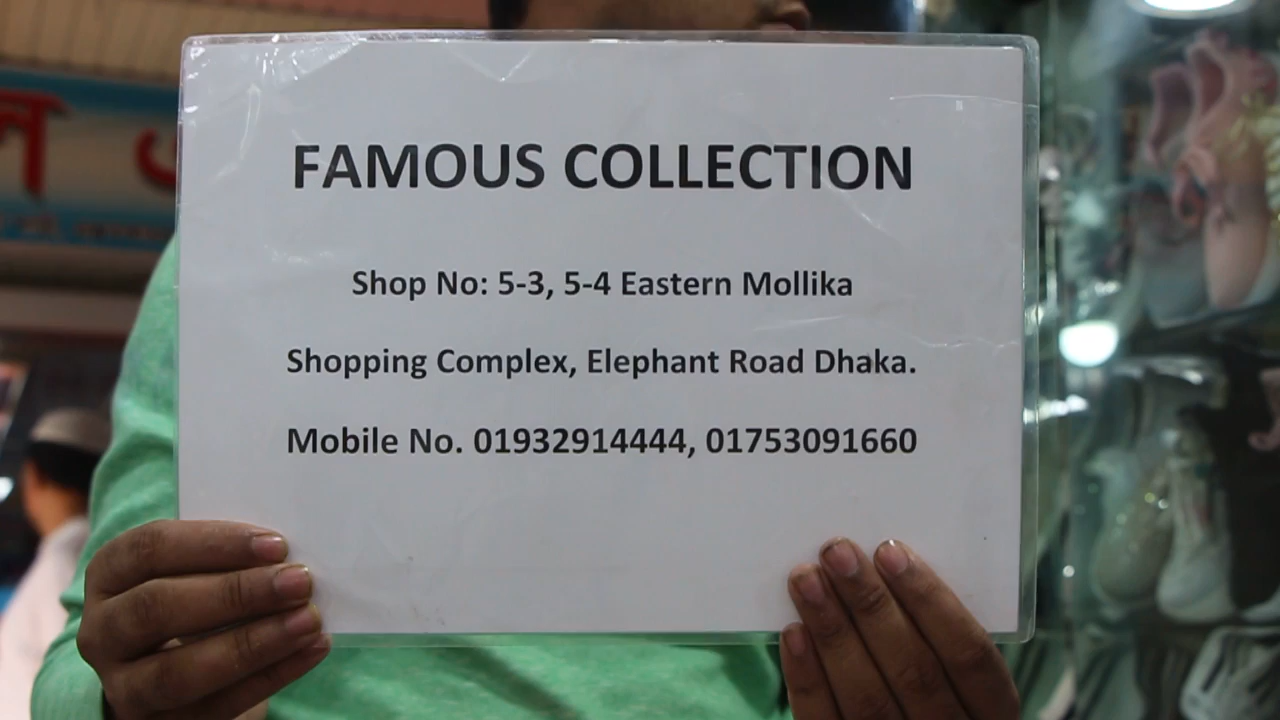 FAMOUS COLLECTION
Shop No: 5-3, 5-4 Eastern Mollika
Shopping Complex, Elephant Road Dhaka.
Mobile No. 01932914444, 01753091660